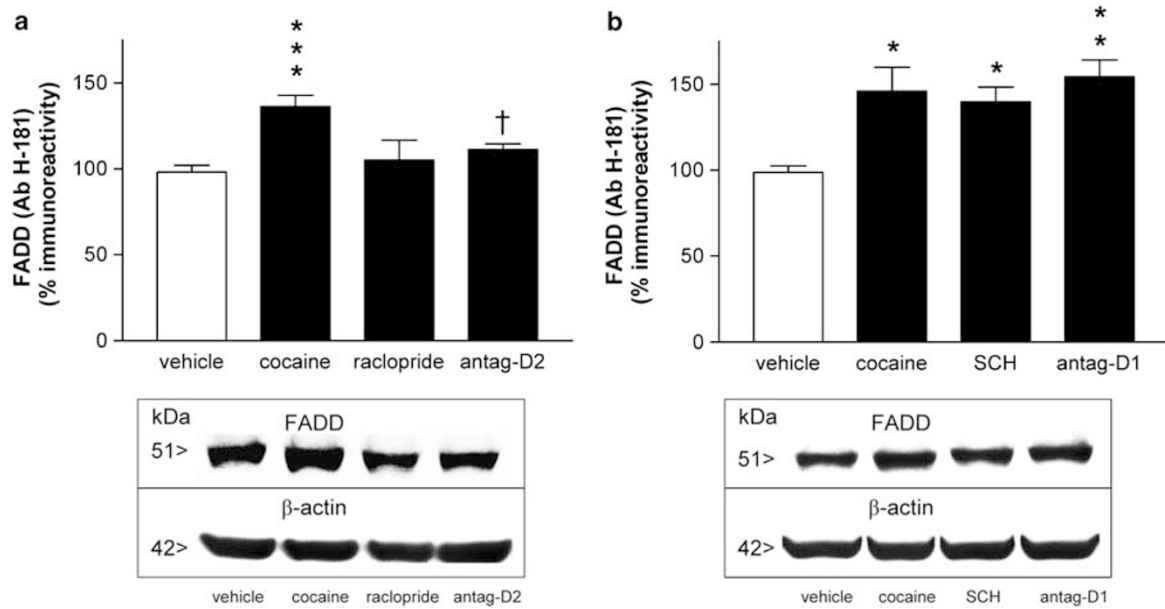 a
FADD (Ab H-181)
(% immunoreactivity)
150
100
50
0
***
†
vehicle cocaine raclopride antag-D2
kDa
FADD
51>
β-actin
42>
vehicle cocaine raclopride antag-D2
b
FADD (Ab H-181)
(% immunoreactivity)
150
100
50
0
*
*
**
vehicle cocaine SCH antag-D1
kDa
FADD
51>
β-actin
42>
vehicle cocaine SCH antag-D1